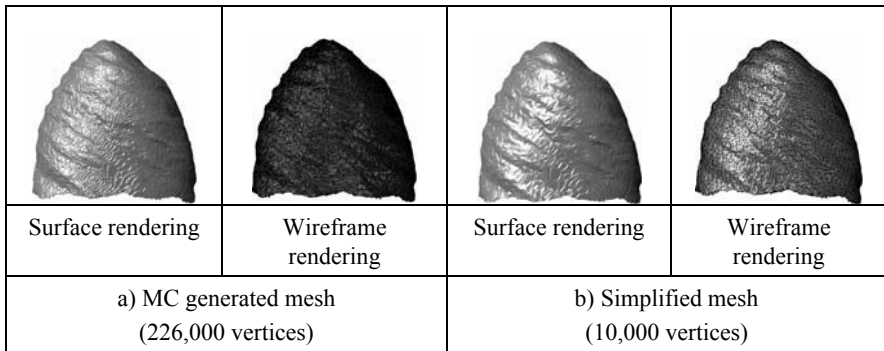 Surface rendering
Wireframe
rendering
Surface rendering
Wireframe
rendering
a) MC generated mesh
(226,000 vertices)
b) Simplified mesh
(10,000 vertices)